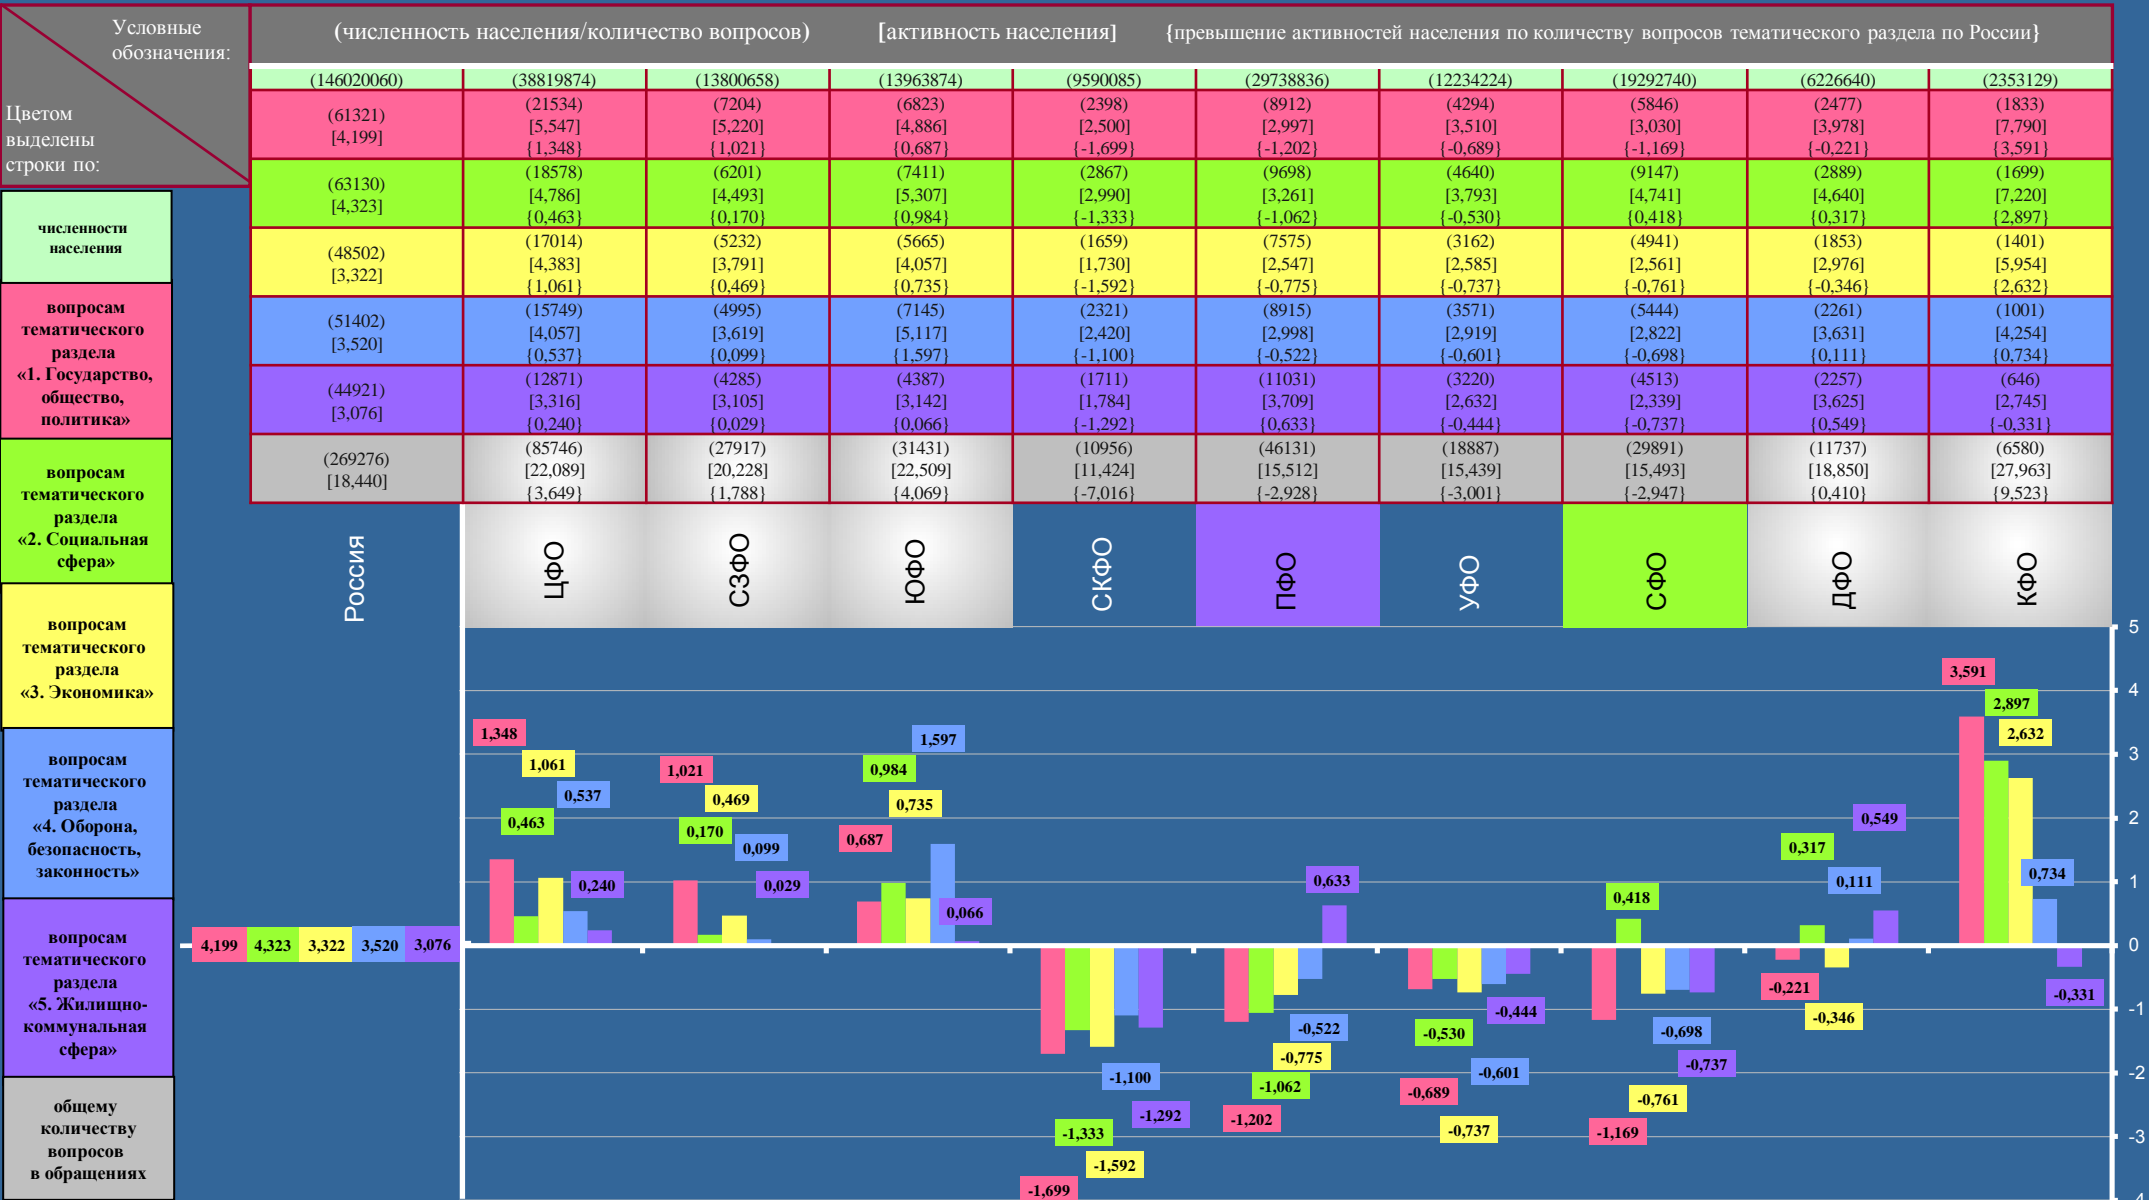 Условные
обозначения:
Цветом
выделены
строки по:
(численность населения/количество вопросов) [активность населения] {превышение активностей населения по количеству вопросов тематического раздела по России}
(146020060) (38819874) (13800658) (13963874) (9590085) (29738836) (12234224) (19292740) (6226640) (2353129)
(61321) (21534) (7204) (6823) (2398) (8912) (4294) (5846) (2477) (1833)
[4,199] [5,547] [5,220] [4,886] [2,500] [2,997] [3,510] [3,030] [3,978] [7,790]
{1,348} {1,021} {0,687} {-1,699} {-1,202} {-0,689} {-1,169} {-0,221} {3,591}
(63130) (18578) (6201) (7411) (2867) (9698) (4640) (9147) (2889) (1699)
[4,323] [4,786] [4,493] [5,307] [2,990] [3,261] [3,793] [4,741] [4,640] [7,220]
{0,463} {0,170} {0,984} {-1,333} {-1,062} {-0,530} {0,418} {0,317} {2,897}
(48502) (17014) (5232) (5665) (1659) (7575) (3162) (4941) (1853) (1401)
[3,322] [4,383] [3,791] [4,057] [1,730] [2,547] [2,585] [2,561] [2,976] [5,954]
{1,061} {0,469} {0,735} {-1,592} {-0,775} {-0,737} {-0,761} {-0,346} {2,632}
(51402) (15749) (4995) (7145) (2321) (8915) (3571) (5444) (2261) (1001)
[3,520] [4,057] [3,619] [5,117] [2,420] [2,998] [2,919] [2,822] [3,631] [4,254]
{0,537} {0,099} {1,597} {-1,100} {-0,522} {-0,601} {-0,698} {0,111} {0,734}
(44921) (12871) (4285) (4387) (1711) (11031) (3220) (4513) (2257) (646)
[3,076] [3,316] [3,105] [3,142] [1,784] [3,709] [2,632] [2,339] [3,625] [2,745]
{0,240} {0,029} {0,066} {-1,292} {0,633} {-0,444} {-0,737} {0,549} {-0,331}
(269276) (85746) (27917) (31431) (10956) (46131) (18887) (29891) (11737) (6580)
[18,440] [22,089] [20,228] [22,509] [11,424] [15,512] [15,439] [15,493] [18,850] [27,963]
{3,649} {1,788} {4,069} {-7,016} {-2,928} {-3,001} {-2,947} {0,410} {9,523}
численности
населения
вопросам
тематического
раздела
«1. Государство,
общество,
политика»
вопросам
тематического
раздела
«2. Социальная
сфера»
вопросам
тематического
раздела
«3. Экономика»
вопросам
тематического
раздела
«4. Оборона,
безопасность,
законность»
вопросам
тематического
раздела
«5. Жилищно-
коммунальная
сфера»
общему
количеству
вопросов
в обращениях
Россия ЦФО СЗФО ЮФО СКФО ПФО УФО СФО ДФО КФО
4,199 4,323 3,322 3,520 3,076
1,348 0,463 1,061 0,537 0,240
1,021 0,170 0,469 0,099 0,029
0,687 0,984 0,735 1,597 0,066
-1,699 -1,333 -1,592 -1,100 -1,292
-1,202 -1,062 -0,775 -0,522 0,633
-0,689 -0,530 -0,737 -0,601 -0,444
-1,169 0,418 -0,761 -0,698 -0,737
-0,221 0,317 -0,346 0,111 0,549
3,591 2,897 2,632 0,734 -0,331
5
4
3
2
1
0
-1
-2
-3